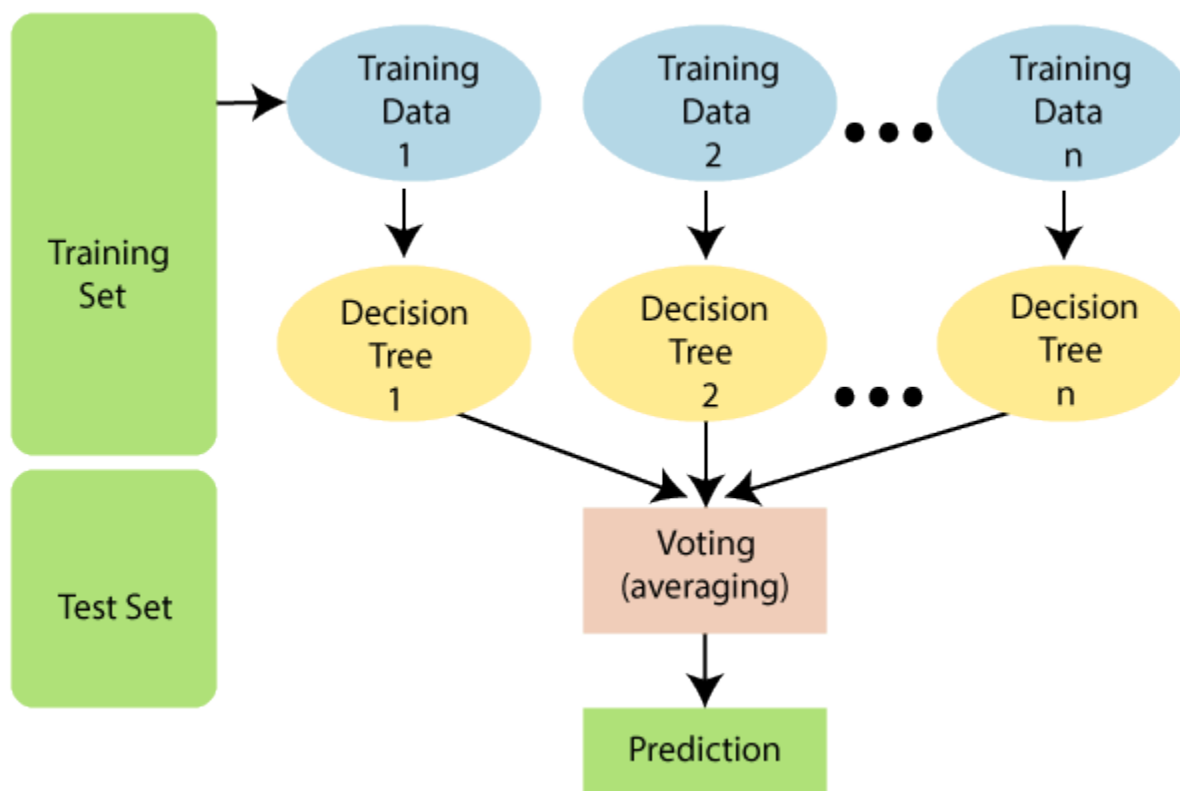 Training
Set
Training
Data
1
Training
Data
2
Training
Data
n
Decision
Tree
1
Decision
Tree
2
Decision
Tree
n
Test Set
Voting
(averaging)
Prediction